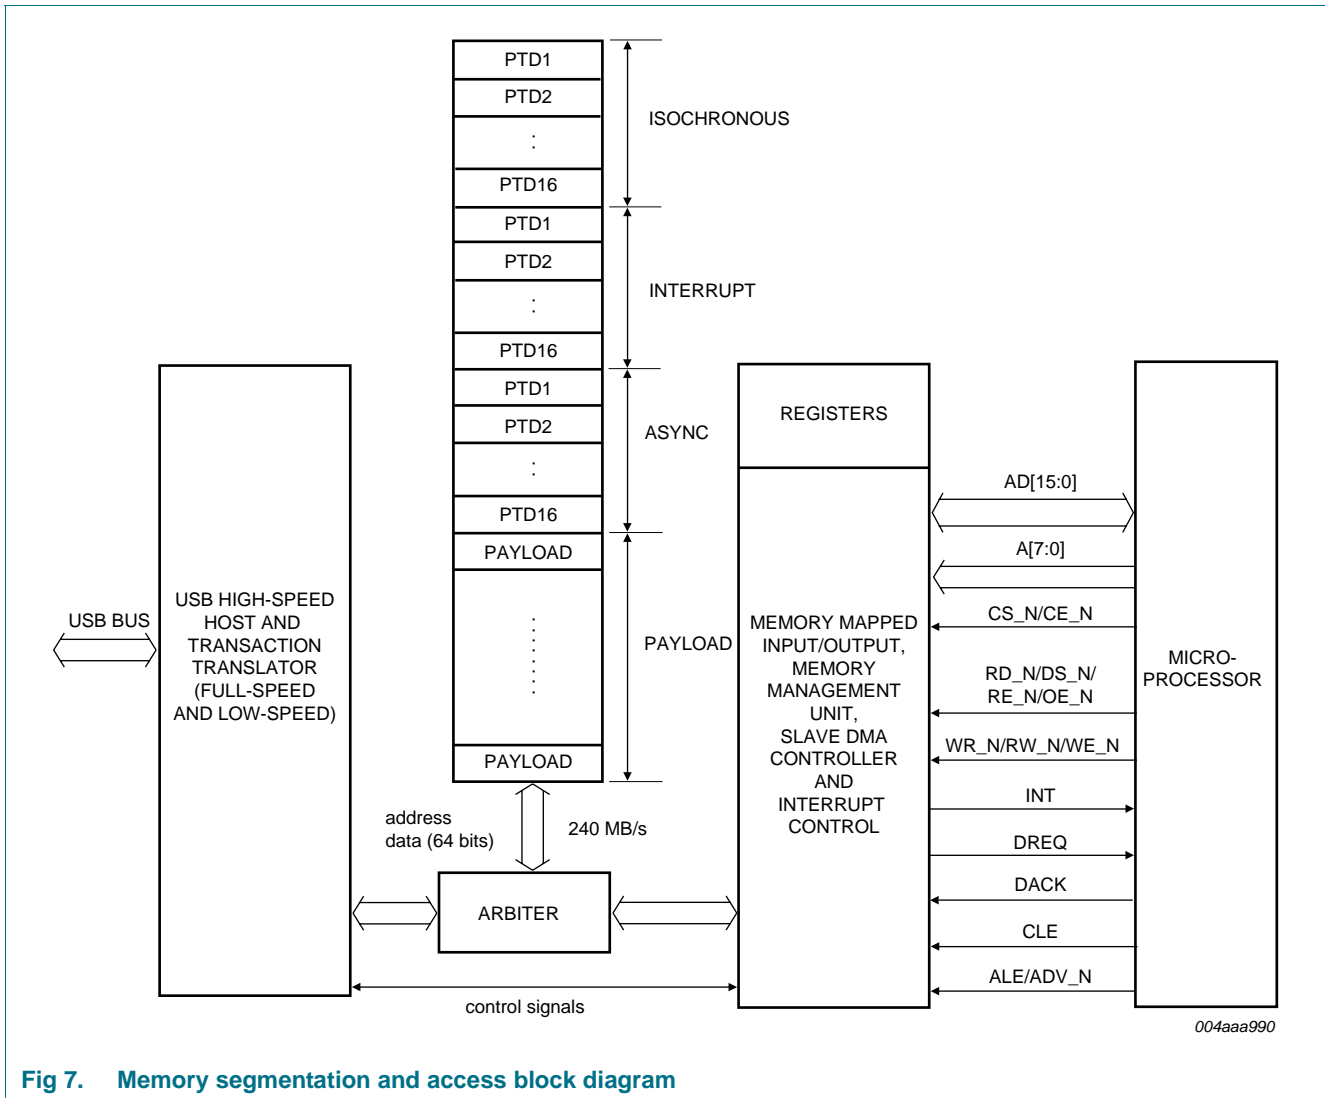 PTD1
PTD2
:
PTD16
ISOCHRONOUS
PTD1
PTD2
:
PTD16
INTERRUPT
PTD1
PTD2
:
PTD16
ASYNC
PAYLOAD
PAYLOAD
PAYLOAD
USB BUS
USB HIGH-SPEED
HOST AND
TRANSACTION
TRANSLATOR
(FULL-SPEED
AND LOW-SPEED)
address
data (64 bits)
240 MB/s
ARBITER
control signals
REGISTERS
MEMORY MAPPED
INPUT/OUTPUT,
MEMORY
MANAGEMENT
UNIT,
SLAVE DMA
CONTROLLER
AND
INTERRUPT
CONTROL
AD[15:0]
A[7:0]
CS_N/CE_N
RD_N/DS_N/
RE_N/OE_N
WR_N/RW_N/WE_N
INT
DREQ
DACK
CLE
ALE/ADV_N
MICRO-
PROCESSOR
004aaa990
Fig 7. Memory segmentation and access block diagram